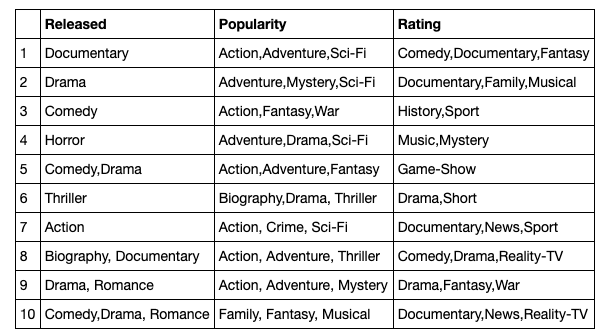 Released Popularity Rating
1 Documentary Action,Adventure,Sci-Fi Comedy,Documentary,Fantasy
2 Drama Adventure,Mystery,Sci-Fi Documentary,Family,Musical
3 Comedy Action,Fantasy,War History,Sport
4 Horror Adventure,Drama,Sci-Fi Music,Mystery
5 Comedy,Drama Action,Adventure,Fantasy Game-Show
6 Thriller Biography,Drama, Thriller Drama,Short
7 Action Action, Crime, Sci-Fi Documentary,News,Sport
8 Biography, Documentary Action, Adventure, Thriller Comedy,Drama,Reality-TV
9 Drama, Romance Action, Adventure, Mystery Drama,Fantasy,War
10 Comedy,Drama, Romance Family, Fantasy, Musical Documentary,News,Reality-TV